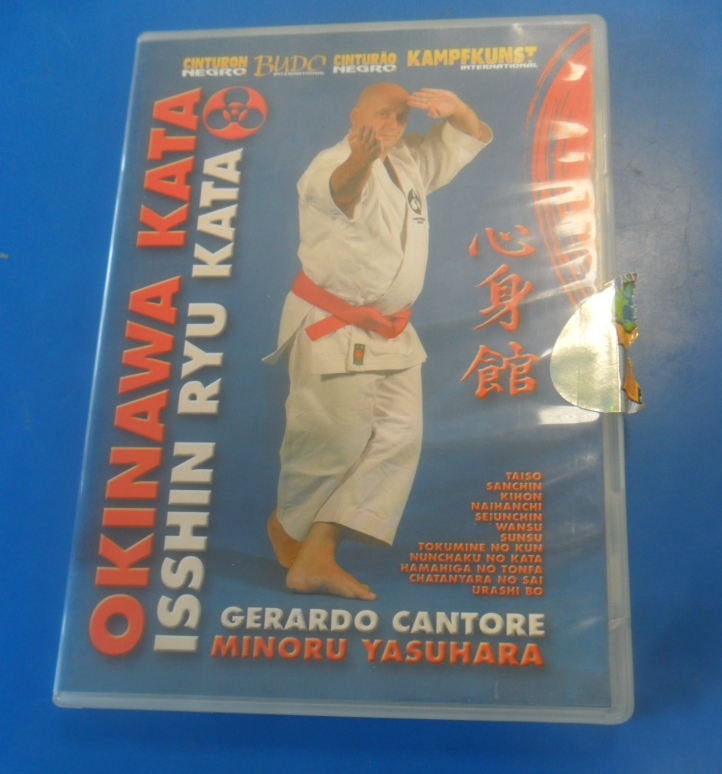 CINTURON NEGRO BUDO INTERNATIONAL CINTURÃO NEGRO KAMPFKUNST INTERNATIONAL
OKINAWA KATA
ISSHIN RYU KATA
心身館
TAISO
SANCHIN
KIHON
NAIHANCHI
SEIUNCHIN
WANSU
SUNSU
TOKUMINE NO KUN
NUNCHAKU NO KATA
HAMAHIGA NO TONFA
CHATANYARA NO SAI
URASHI BO
GERARDO CANTORE
MINORU YASUHARA